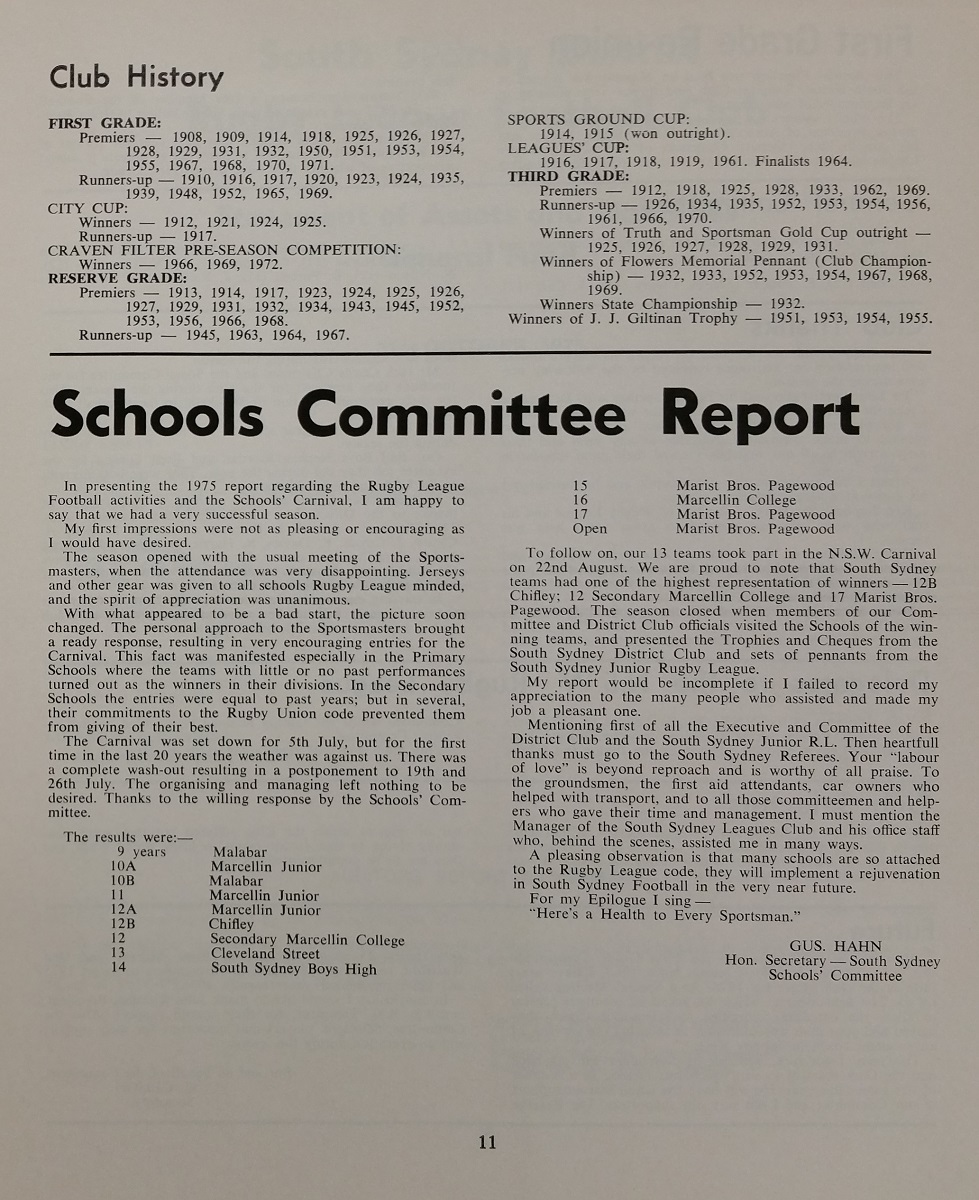 Club History
FIRST GRADE:
Premiers — 1908, 1909, 1914, 1918, 1925, 1926, 1927,
1928, 1929, 1931, 1932, 1950, 1951, 1953, 1954,
1955, 1967, 1968, 1970, 1971.
Runners-up — 1910, 1916, 1917, 1920, 1923, 1924, 1935,
1939, 1948, 1952, 1965, 1969.
CITY CUP:
Winners — 1912, 1921, 1924, 1925.
Runners-up — 1917.
CRAVEN FILTER PRE-SEASON COMPETITION:
Winners — 1966, 1969, 1972.
RESERVE GRADE:
Premiers — 1913, 1914, 1917, 1923, 1924, 1925, 1926,
1927, 1929, 1931, 1932, 1934, 1943, 1945, 1952,
1953, 1956, 1966, 1968.
Runners-up — 1945, 1963, 1964, 1967.
SPORTS GROUND CUP:
1914, 1915 (won outright).
LEAGUES' CUP:
1916, 1917, 1918, 1919, 1961. Finalists 1964.
THIRD GRADE:
Premiers — 1912, 1918, 1925, 1928, 1933, 1962, 1969.
Runners-up — 1926, 1934, 1935, 1952, 1953, 1954, 1956,
1961, 1966, 1970.
Winners of Truth and Sportsman Gold Cup outright —
1925, 1926, 1927, 1928, 1929, 1931.
Winners of Flowers Memorial Pennant (Club Champion-
ship) — 1932, 1933, 1952, 1953, 1954, 1967, 1968,
1969.
Winners State Championship — 1932.
Winners of J. J. Giltinan Trophy — 1951, 1953, 1954, 1955.
Schools Committee Report
In presenting the 1975 report regarding the Rugby League
Football activities and the Schools' Carnival, I am happy to
say that we had a very successful season.
My first impressions were not as pleasing or encouraging as
I would have desired.
The season opened with the usual meeting of the Sports-
masters, when the attendance was very disappointing. Jerseys
and other gear was given to all schools Rugby League minded,
and the spirit of appreciation was unanimous.
With what appeared to be a bad start, the picture soon
changed. The personal approach to the Sportsmasters brought
a ready response, resulting in very encouraging entries for the
Carnival. This fact was manifested especially in the Primary
Schools where the teams with little or no past performances
turned out as the winners in their divisions. In the Secondary
Schools the entries were equal to past years; but in several,
their commitments to the Rugby Union code prevented them
from giving of their best.
The Carnival was set down for 5th July, but for the first
time in the last 20 years the weather was against us. There was
a complete wash-out resulting in a postponement to 19th and
26th July. The organising and managing left nothing to be
desired. Thanks to the willing response by the Schools' Com-
mittee.
The results were:—
9 years Malabar
10A Marcellin Junior
10B Malabar
11 Marcellin Junior
12A Marcellin Junior
12B Chifley
12 Secondary Marcellin College
13 Cleveland Street
14 South Sydney Boys High
15 Marist Bros. Pagewood
16 Marcellin College
17 Marist Bros. Pagewood
Open Marist Bros. Pagewood
To follow on, our 13 teams took part in the N.S.W. Carnival
on 22nd August. We are proud to note that South Sydney
teams had one of the highest representation of winners — 12B
Chifley; 12 Secondary Marcellin College and 17 Marist Bros.
Pagewood. The season closed when members of our Com-
mittee and District Club officials visited the Schools of the win-
ning teams, and presented the Trophies and Cheques from the
South Sydney District Club and sets of pennants from the
South Sydney Junior Rugby League.
My report would be incomplete if I failed to record my
appreciation to the many people who assisted and made my
job a pleasant one.
Mentioning first of all the Executive and Committee of the
District Club and the South Sydney Junior R.L. Then heartfull
thanks must go to the South Sydney Referees. Your "labour
of love" is beyond reproach and is worthy of all praise. To
the groundsmen, the first aid attendants, car owners who
helped with transport, and to all those committeemen and help-
ers who gave their time and management. I must mention the
Manager of the South Sydney Leagues Club and his office staff
who, behind the scenes, assisted me in many ways.
A pleasing observation is that many schools are so attached
to the Rugby League code, they will implement a rejuvenation
in South Sydney Football in the very near future.
For my Epilogue I sing —
"Here's a Health to Every Sportsman."
GUS. HAHN
Hon. Secretary — South Sydney
Schools' Committee
11